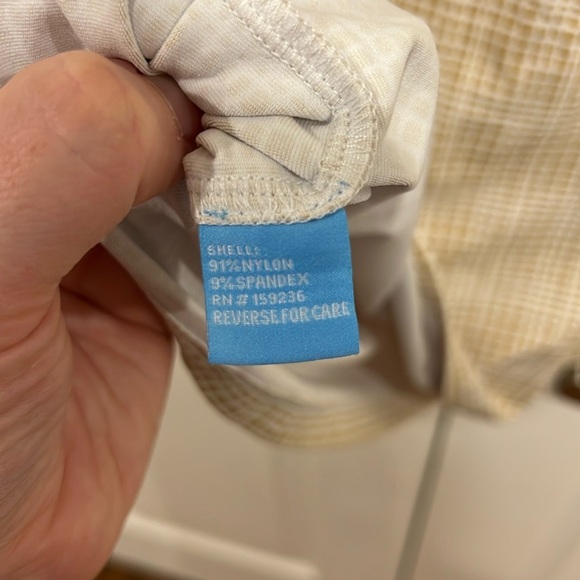 SHELL:
91%NYLON
9%SPANDEX
RN # 159236
REVERSE FOR CARE